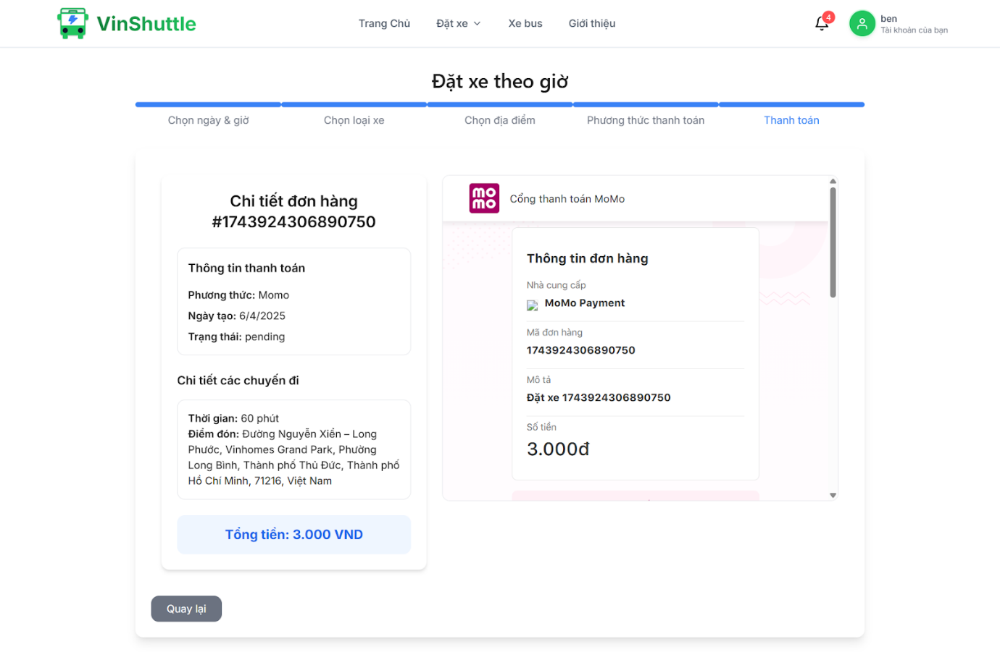 VinShuttle
Trang Chủ
Đặt xe
Xe bus
Giới thiệu
4
ben
Tài khoản của bạn
Đặt xe theo giờ
Chọn ngày & giờ
Chọn loại xe
Chọn địa điểm
Phương thức thanh toán
Thanh toán
Chi tiết đơn hàng
#1743924306890750
Thông tin thanh toán
Phương thức: Momo
Ngày tạo: 6/4/2025
Trạng thái: pending
Chi tiết các chuyến đi
Thời gian: 60 phút
Điểm đón: Đường Nguyễn Xiển – Long
Phước, Vinhomes Grand Park, Phường
Long Bình, Thành phố Thủ Đức, Thành phố
Hồ Chí Minh, 71216, Việt Nam
Tổng tiền: 3.000 VND
Quay lại
mo
mo
Cổng thanh toán MoMo
Thông tin đơn hàng
Nhà cung cấp
MoMo Payment
Mã đơn hàng
1743924306890750
Mô tả
Đặt xe 1743924306890750
Số tiền
3.000đ